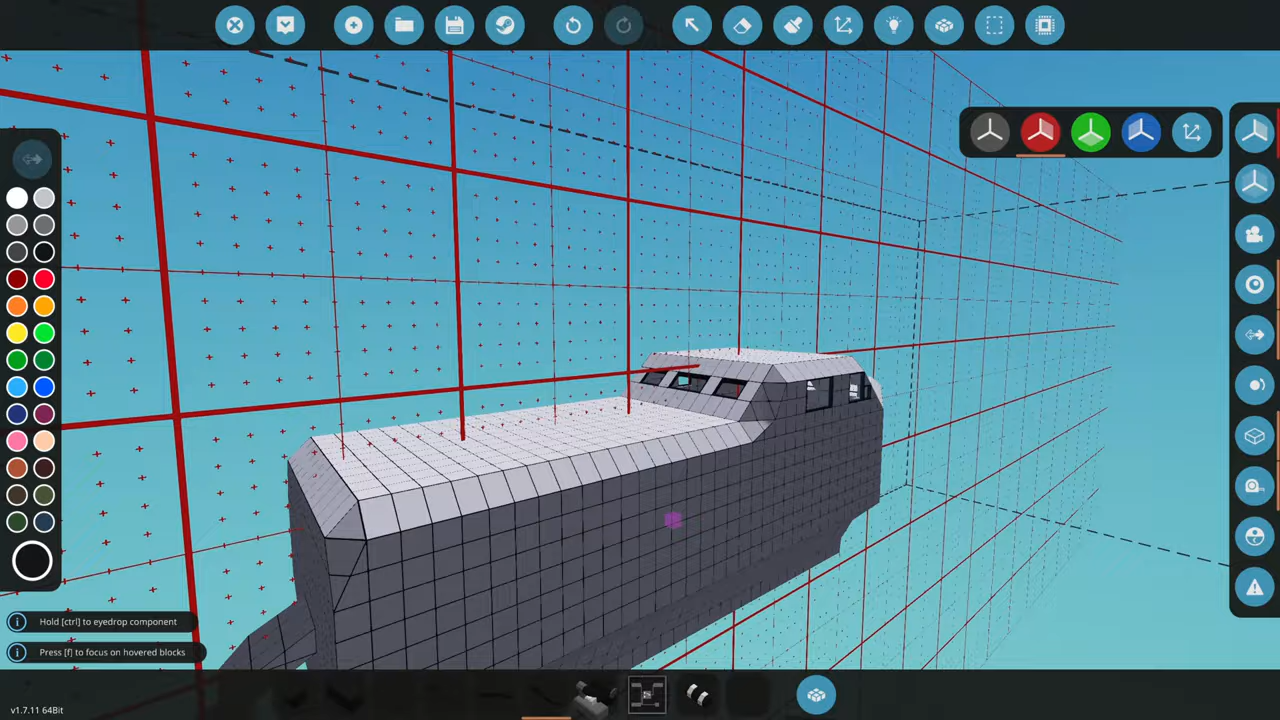 Hold [ctrl] to eyedrop component
Press [f] to focus on hovered blocks
v1.7.11 64Bit